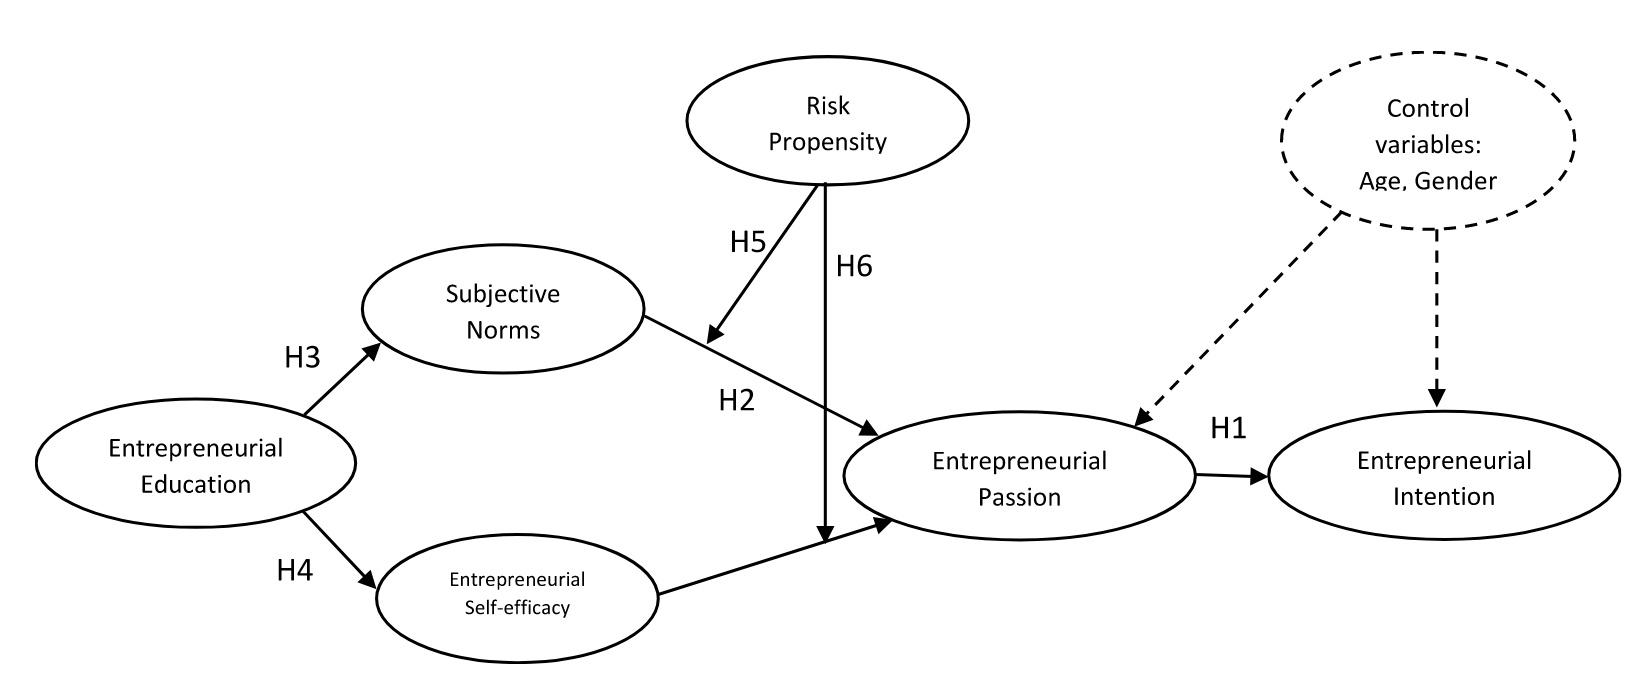 Risk
Propensity
Control
variables:
Age, Gender
H5
H6
Subjective
Norms
H3
H2
Entrepreneurial
Education
H1
Entrepreneurial
Passion
Entrepreneurial
Intention
H4
Entrepreneurial
Self-efficacy